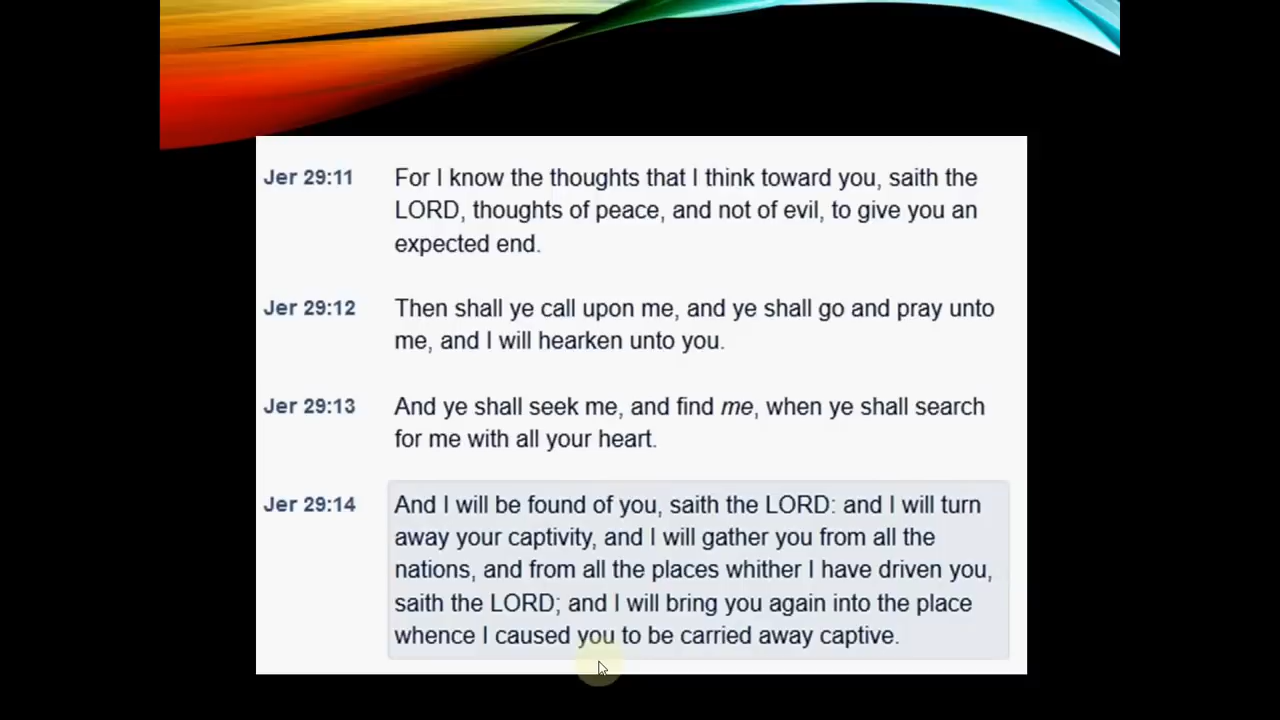 Jer 29:11 For I know the thoughts that I think toward you, saith the
LORD, thoughts of peace, and not of evil, to give you an
expected end.
Jer 29:12 Then shall ye call upon me, and ye shall go and pray unto
me, and I will hearken unto you.
Jer 29:13 And ye shall seek me, and find me, when ye shall search
for me with all your heart.
Jer 29:14 And I will be found of you, saith the LORD: and I will turn
away your captivity, and I will gather you from all the
nations, and from all the places whither I have driven you,
saith the LORD; and I will bring you again into the place
whence I caused you to be carried away captive.